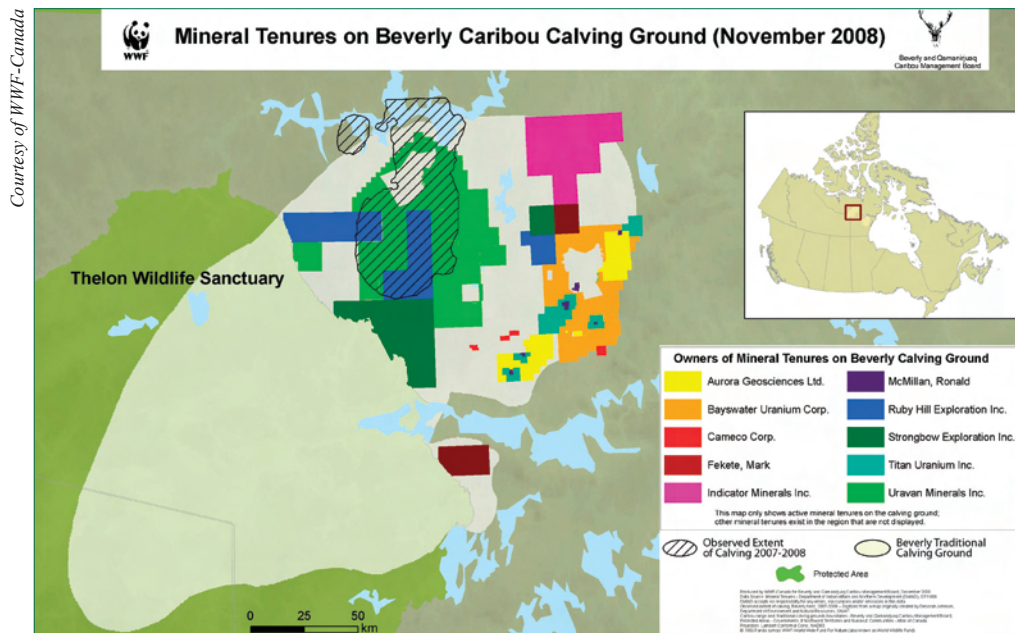 Courtesy of WWF-Canada
WWF
Mineral Tenures on Beverly Caribou Calving Ground (November 2008)
Beverly and Qamanirjuaq
Caribou Management Board
Thelon Wildlife Sanctuary
Owners of Mineral Tenures on Beverly Calving Ground
Aurora Geosciences Ltd.
McMillan, Ronald
Bayswater Uranium Corp.
Ruby Hill Exploration Inc.
Cameco Corp.
Strongbow Exploration Inc.
Fekete, Mark
Titan Uranium Inc.
Indicator Minerals Inc.
Uravan Minerals Inc.
This map only shows active mineral tenures on the calving ground;
other mineral tenures exist in the region that are not displayed.
Observed Extent
of Calving 2007-2008
Beverly Traditional
Calving Ground
Protected Area
0 25 50
km